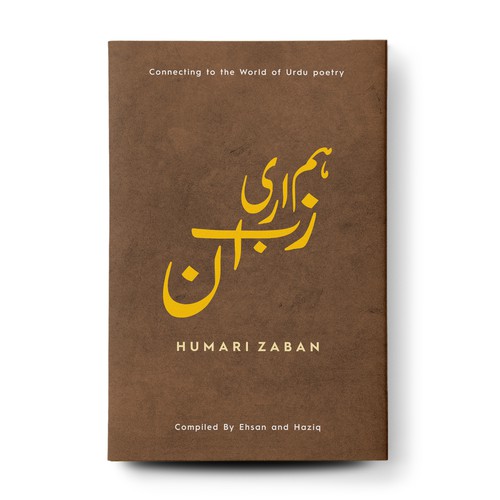 Connecting to the World of Urdu poetry
ہماری
زبان
HUMARI ZABAN
Compiled By Ehsan and Haziq